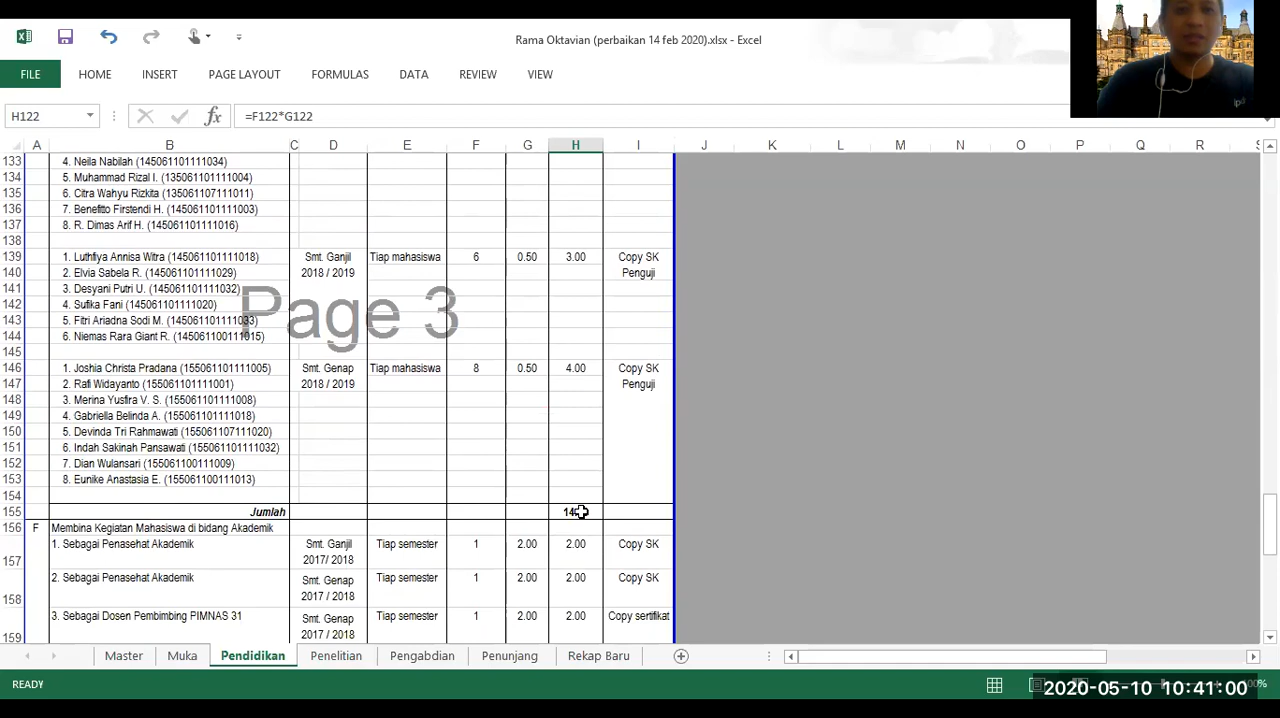 Rama Oktavian (perbaikan 14 feb 2020).xlsx - Excel
FILE HOME INSERT PAGE LAYOUT FORMULAS DATA REVIEW VIEW
H122 fx =F122*G122
A B C D E F G H I J K L M N O P Q R
133 4. Neila Nabilah (145061101111034)
134 5. Muhammad Rizal I. (135061101111004)
135 6. Citra Wahyu Rizkita (135061107111011)
136 7. Benefitto Firstendi H. (145061101111003)
137 8. R. Dimas Arif H. (145061101111016)
138
139 1. Luthfiya Annisa Witra (145061101111018) Smt. Ganjil Tiap mahasiswa 6 0.50 3.00 Copy SK
140 2. Elvia Sabela R. (145061101111029) 2018 / 2019 Penguji
141 3. Desyani Putri U. (145061101111032)
142 4. Sufika Fani (145061101111020)
Page 3
143 5. Fitri Ariadna Sodi M. (145061101111033)
144 6. Niemas Rara Giant R. (145061100111015)
145
146 1. Joshia Christa Pradana (155061101111005) Smt. Genap Tiap mahasiswa 8 0.50 4.00 Copy SK
147 2. Rafi Widayanto (155061101111001) 2018 / 2019 Penguji
148 3. Merina Yusfira V. S. (155061101111008)
149 4. Gabriella Belinda A. (155061101111018)
150 5. Devinda Tri Rahmawati (155061107111020)
151 6. Indah Sakinah Pansawati (155061101111032)
152 7. Dian Wulansari (155061100111009)
153 8. Eunike Anastasia E. (155061100111013)
154
155 Jumlah
156 F Membina Kegiatan Mahasiswa di bidang Akademik
1. Sebagai Penasehat Akademik Smt. Ganjil Tiap semester 1 2.00 2.00 Copy SK
157 2017/ 2018
2. Sebagai Penasehat Akademik Smt. Genap Tiap semester 1 2.00 2.00 Copy SK
158 2017 / 2018
3. Sebagai Dosen Pembimbing PIMNAS 31 Smt. Genap Tiap semester 1 2.00 2.00 Copy sertifikat
159 2017 / 2018
Master Muka Pendidikan Penelitian Pengabdian Penunjang Rekap Baru
READY
2020-05-10 10:41:00